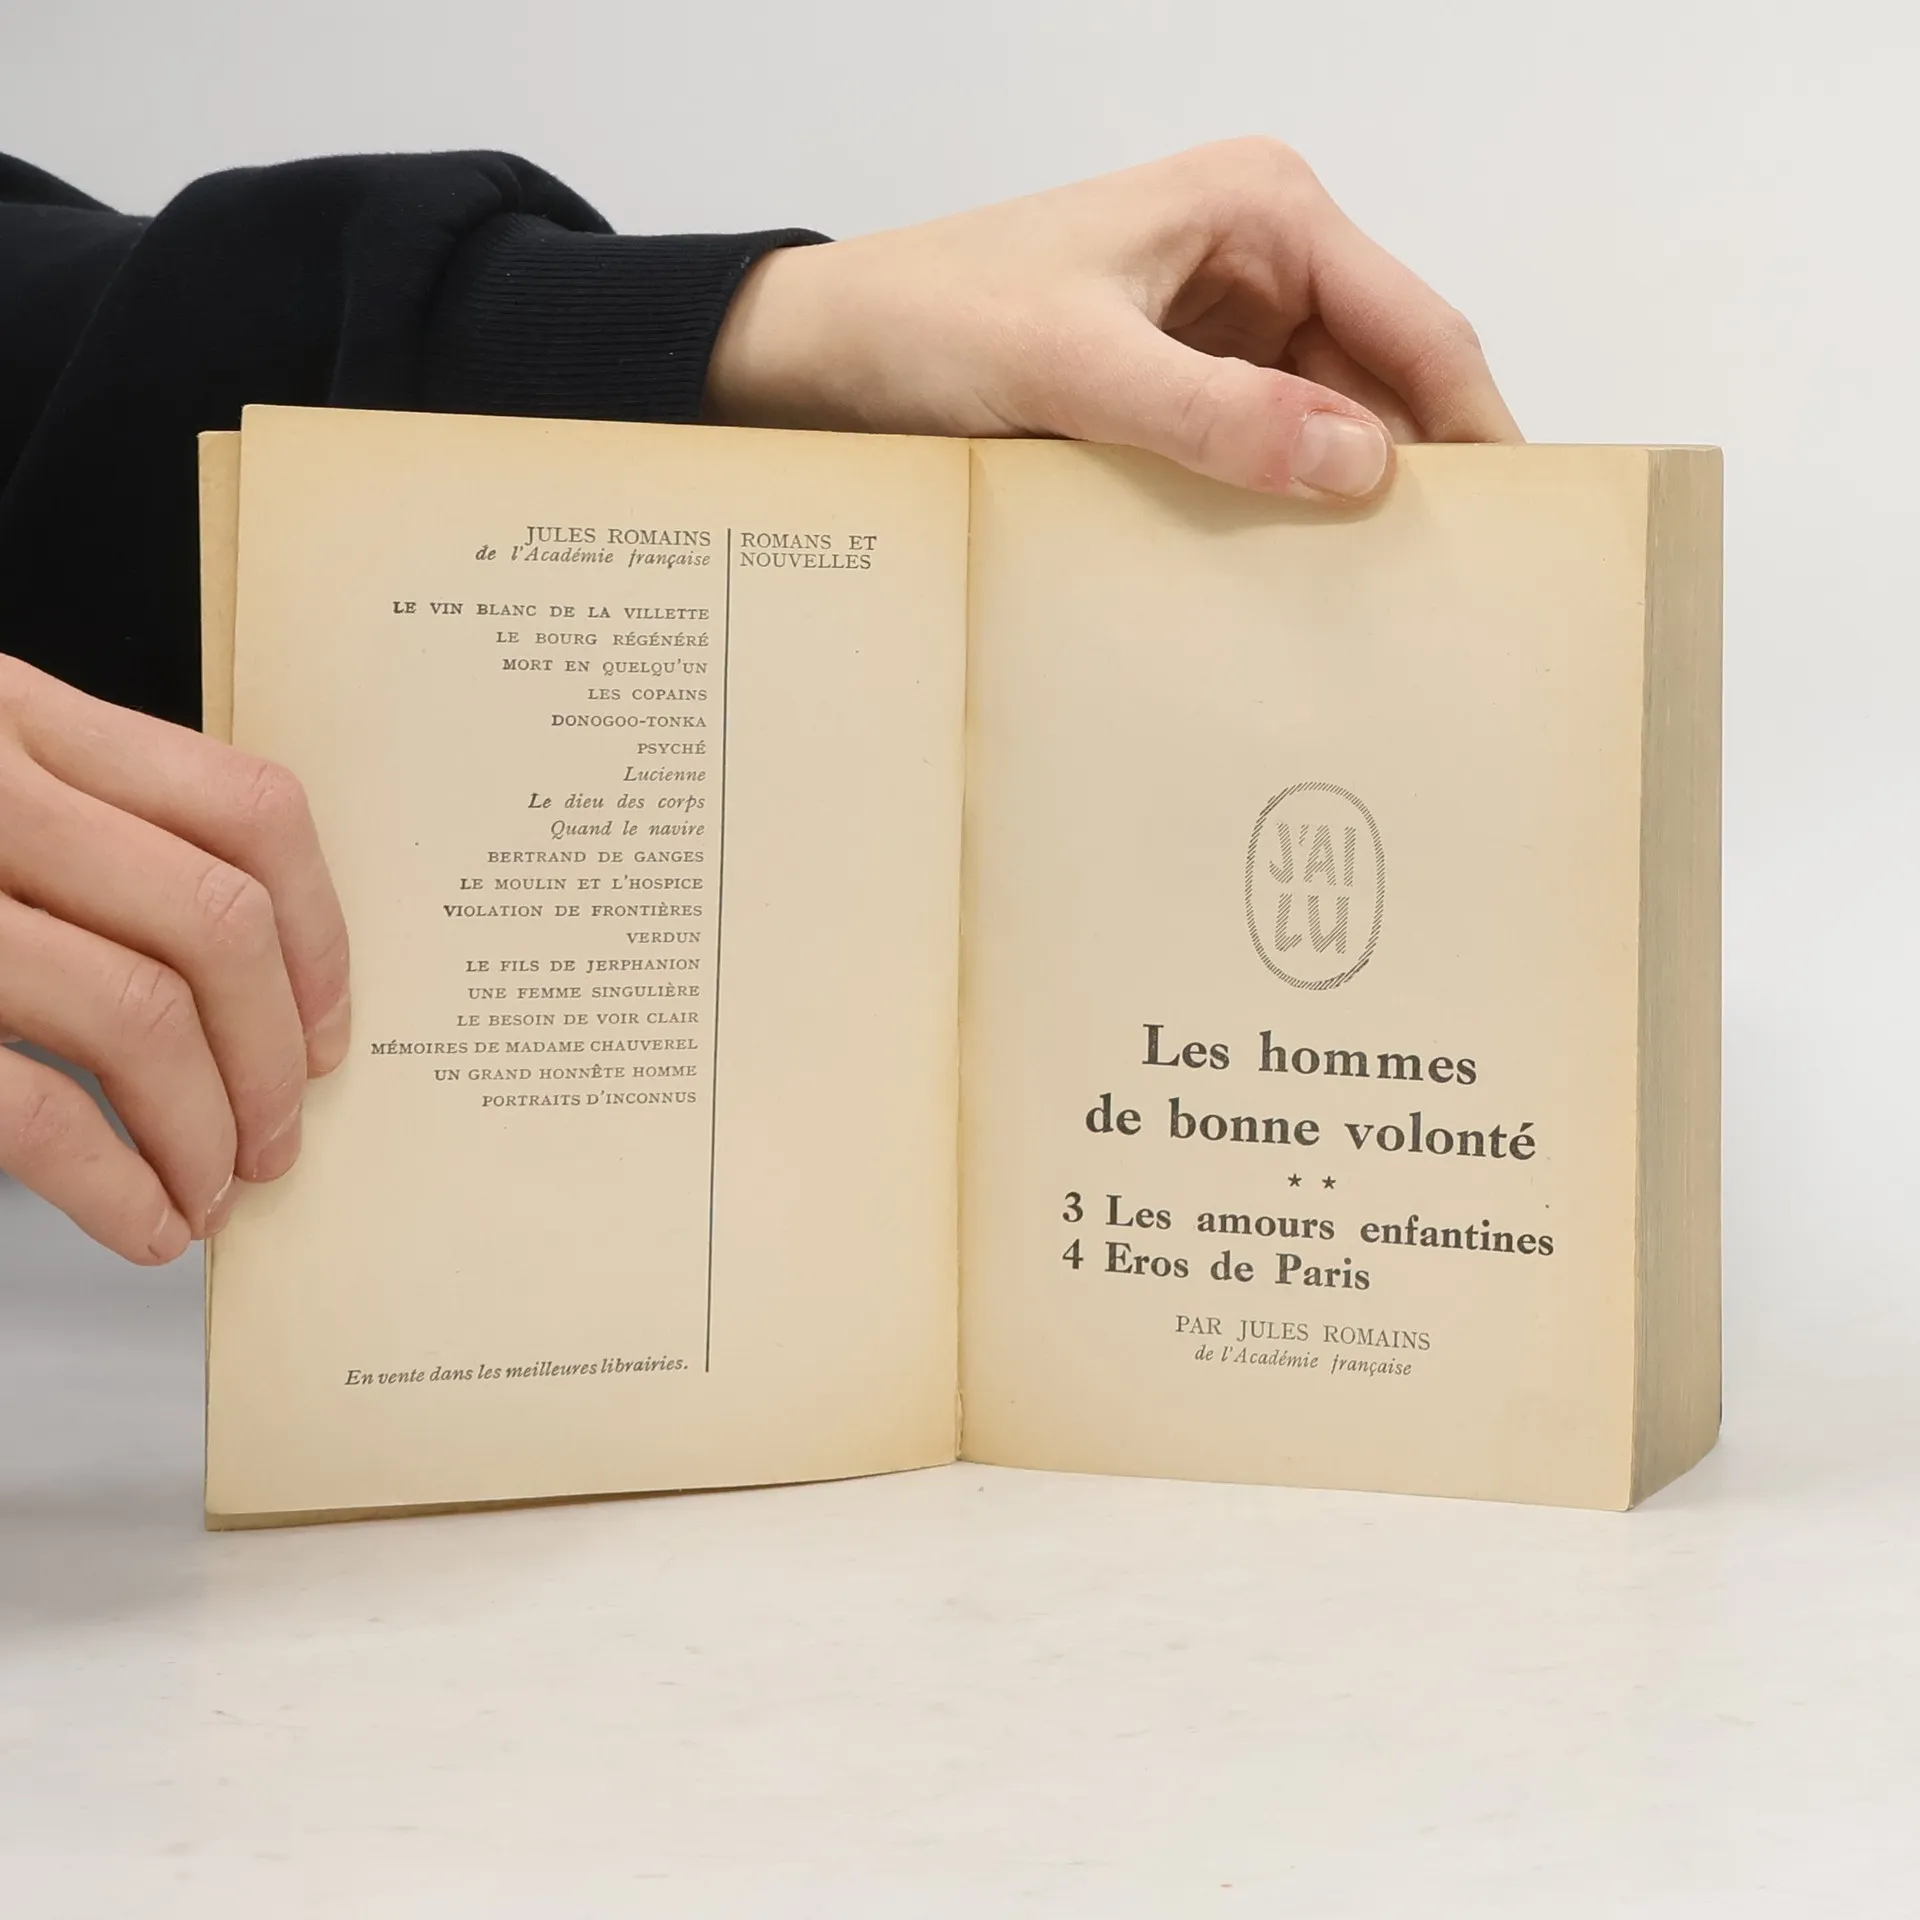 JULES ROMAINS
de l'Académie française
ROMANS ET
NOUVELLES
LE VIN BLANC DE LA VILLETTE
LE BOURG RÉGÉNÉRÉ
MORT EN QUELQU'UN
LES COPAINS
DONOGOO-TONKA
PSYCHÉ
Lucienne
Le dieu des corps
Quand le navire
BERTRAND DE GANGES
LE MOULIN ET L'HOSPICE
VIOLATION DE FRONTIÈRES
VERDUN
LE FILS DE JERPHANION
UNE FEMME SINGULIÈRE
LE BESOIN DE VOIR CLAIR
MÉMOIRES DE MADAME CHAUVEREL
UN GRAND HONNÊTE HOMME
PORTRAITS D'INCONNUS
En vente dans les meilleures librairies.
J'AI
LU
Les hommes
de bonne volonté
* *
3 Les amours enfantines
4 Eros de Paris
PAR JULES ROMAINS
de l'Académie française